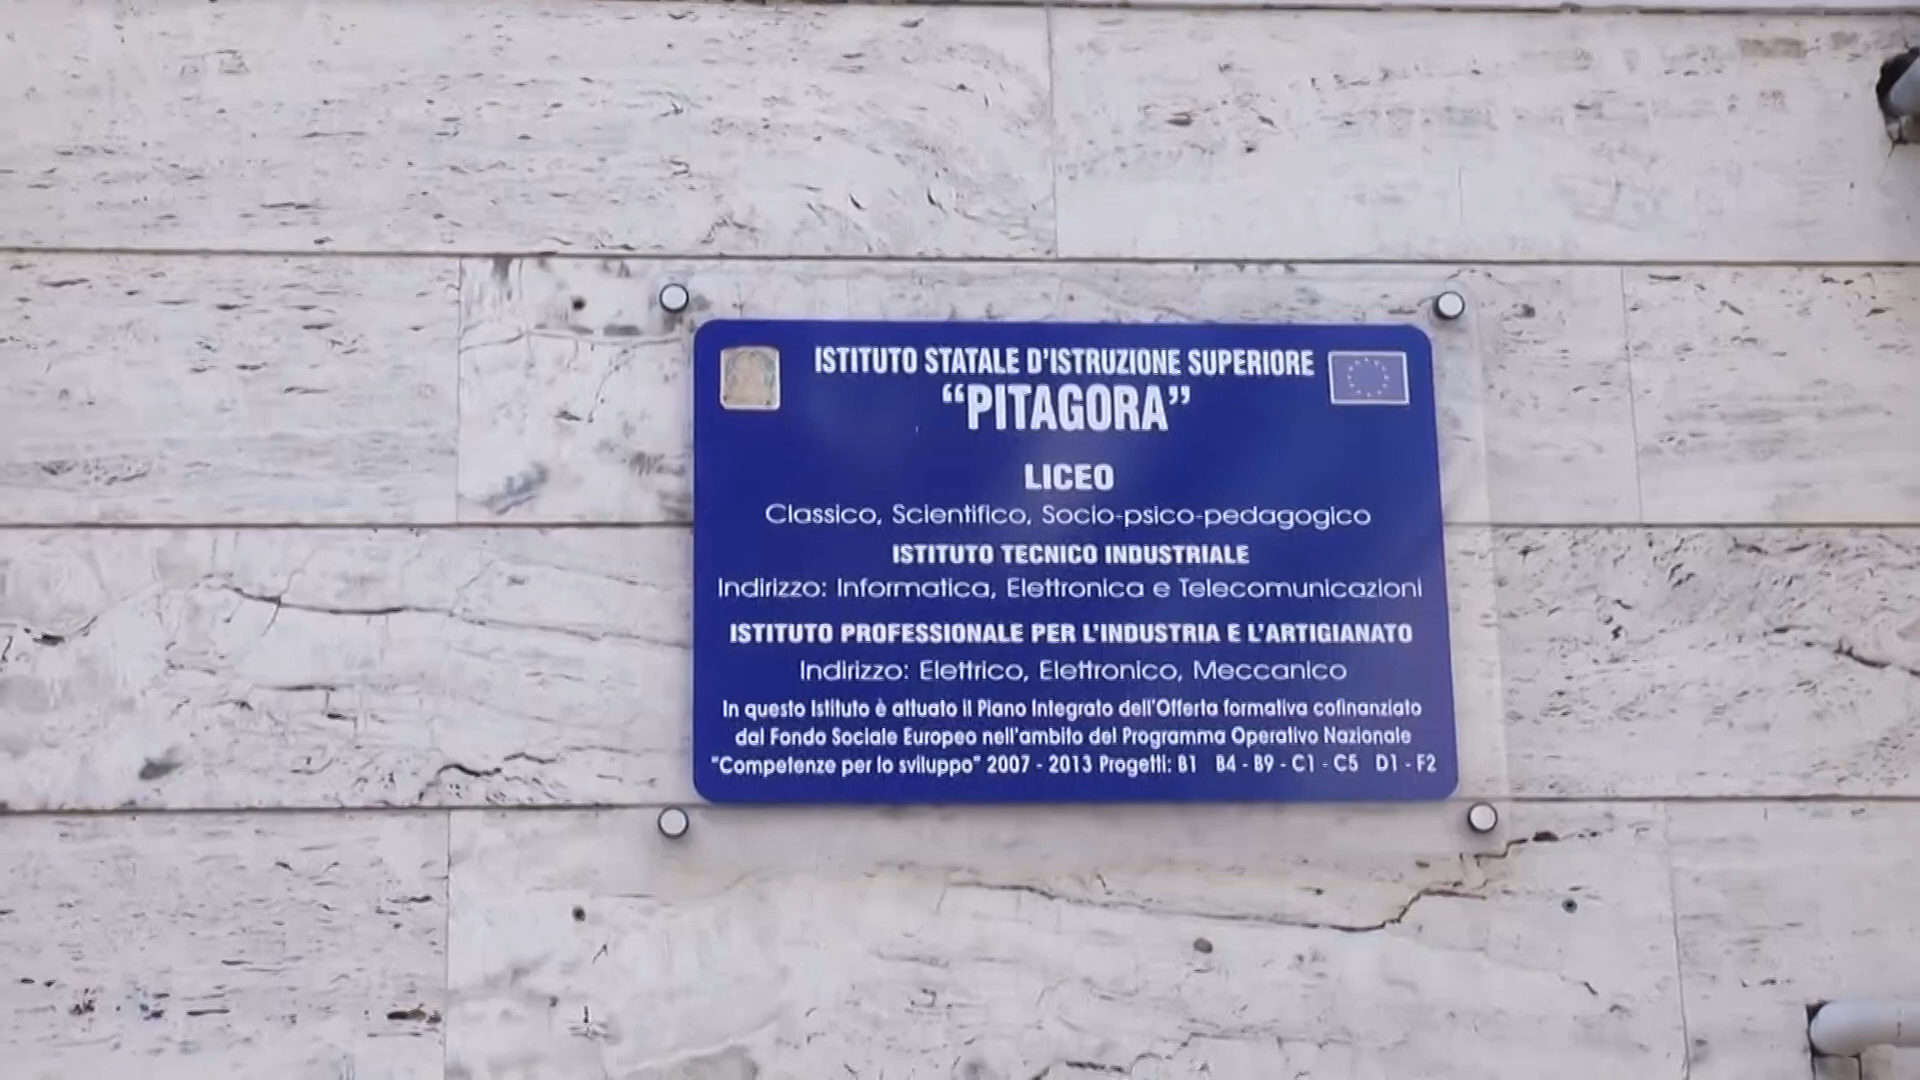 ISTITUTO STATALE D'ISTRUZIONE SUPERIORE
“PITAGORA”
LICEO
Classico, Scientifico, Socio-psico-pedagogico
ISTITUTO TECNICO INDUSTRIALE
Indirizzo: Informatica, Elettronica e Telecomunicazioni
ISTITUTO PROFESSIONALE PER L'INDUSTRIA E L'ARTIGIANATO
Indirizzo: Elettrico, Elettronico, Meccanico
In questo Istituto è attuato il Piano Integrato dell'Offerta formativa cofinanziato
dal Fondo Sociale Europeo nell'ambito del Programma Operativo Nazionale
"Competenze per lo sviluppo" 2007 - 2013 Progetti: B1 B4 - B9 - C1 - C5 D1 - F2